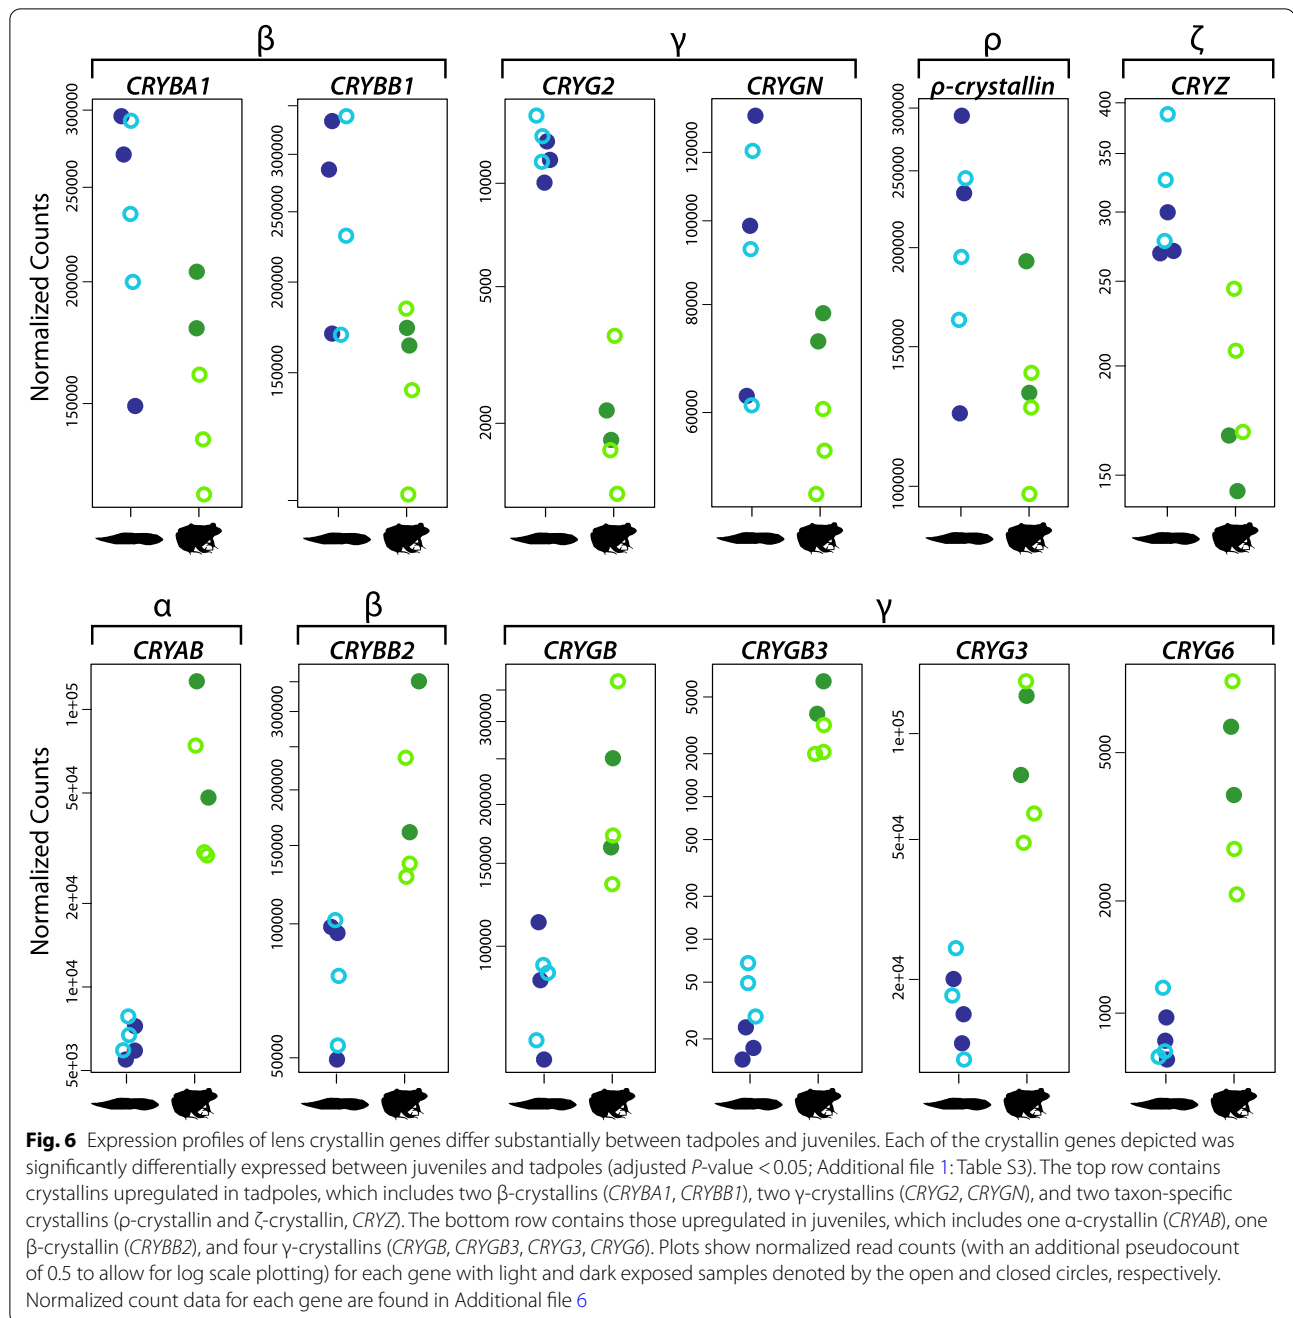 β γ ρ ζ
CRYBA1 CRYBB1 CRYG2 CRYGN ρ-crystallin CRYZ
Normalized Counts
300000 250000 200000 150000
300000 250000 200000 150000
10000 5000 2000
120000 100000 80000 60000
300000 250000 200000 150000 100000
400 350 300 250 200 150
α β γ
CRYAB CRYBB2 CRYGB CRYGB3 CRYG3 CRYG6
Normalized Counts
1e+05 5e+04 2e+04 1e+04 5e+03
300000 200000 150000 100000 50000
300000 200000 150000 100000
5000 2000 1000 500 200 100 50 20
1e+05 5e+04 2e+04
5000 2000 1000
Fig. 6 Expression profiles of lens crystallin genes differ substantially between tadpoles and juveniles. Each of the crystallin genes depicted was
significantly differentially expressed between juveniles and tadpoles (adjusted P-value < 0.05; Additional file 1: Table S3). The top row contains
crystallins upregulated in tadpoles, which includes two β-crystallins (CRYBA1, CRYBB1), two γ-crystallins (CRYG2, CRYGN), and two taxon-specific
crystallins (ρ-crystallin and ζ-crystallin, CRYZ). The bottom row contains those upregulated in juveniles, which includes one α-crystallin (CRYAB), one
β-crystallin (CRYBB2), and four γ-crystallins (CRYGB, CRYGB3, CRYG3, CRYG6). Plots show normalized read counts (with an additional pseudocount
of 0.5 to allow for log scale plotting) for each gene with light and dark exposed samples denoted by the open and closed circles, respectively.
Normalized count data for each gene are found in Additional file 6